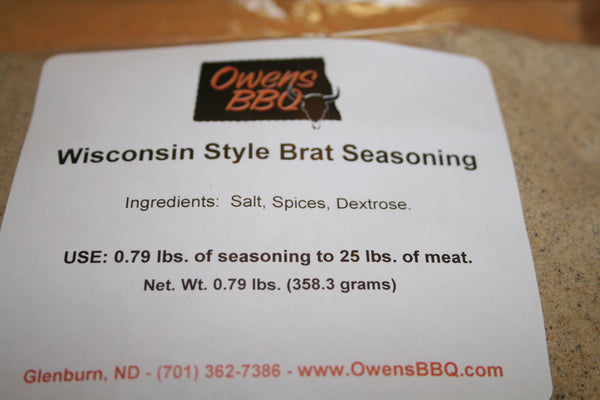 Owens
BBQ
Wisconsin Style Brat Seasoning
Ingredients: Salt, Spices, Dextrose.
USE: 0.79 lbs. of seasoning to 25 lbs. of meat.
Net. Wt. 0.79 lbs. (358.3 grams)
Glenburn, ND - (701) 362-7386 - www.OwensBBQ.com